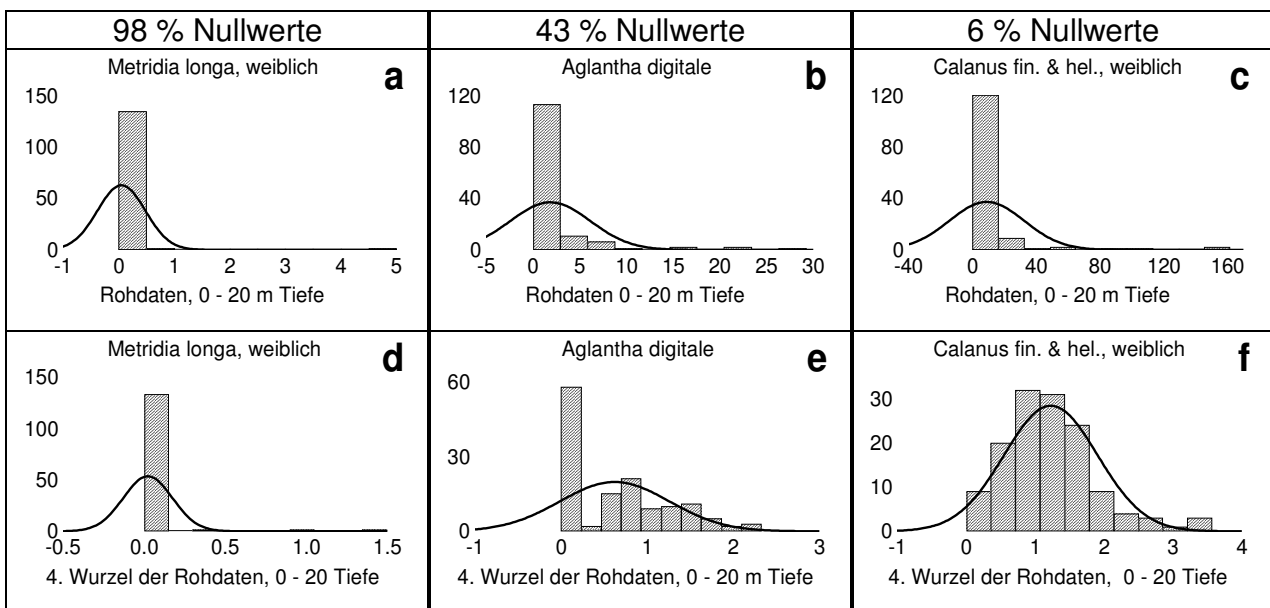 98 % Nullwerte
43 % Nullwerte
6 % Nullwerte
Metridia longa, weiblich
a
150
100
50
0
-1 0 1 2 3 4 5
Rohdaten, 0 - 20 m Tiefe
Aglantha digitale
b
120
80
40
0
-5 0 5 10 15 20 25 30
Rohdaten 0 - 20 m Tiefe
Calanus fin. & hel., weiblich
c
120
80
40
0
-40 0 40 80 120 160
Rohdaten, 0 - 20 m Tiefe
Metridia longa, weiblich
d
150
100
50
0
-0.5 0.0 0.5 1.0 1.5
4. Wurzel der Rohdaten, 0 - 20 Tiefe
Aglantha digitale
e
60
30
0
-1 0 1 2 3
4. Wurzel der Rohdaten, 0 - 20 m Tiefe
Calanus fin. & hel., weiblich
f
30
20
10
0
-1 0 1 2 3 4
4. Wurzel der Rohdaten, 0 - 20 Tiefe